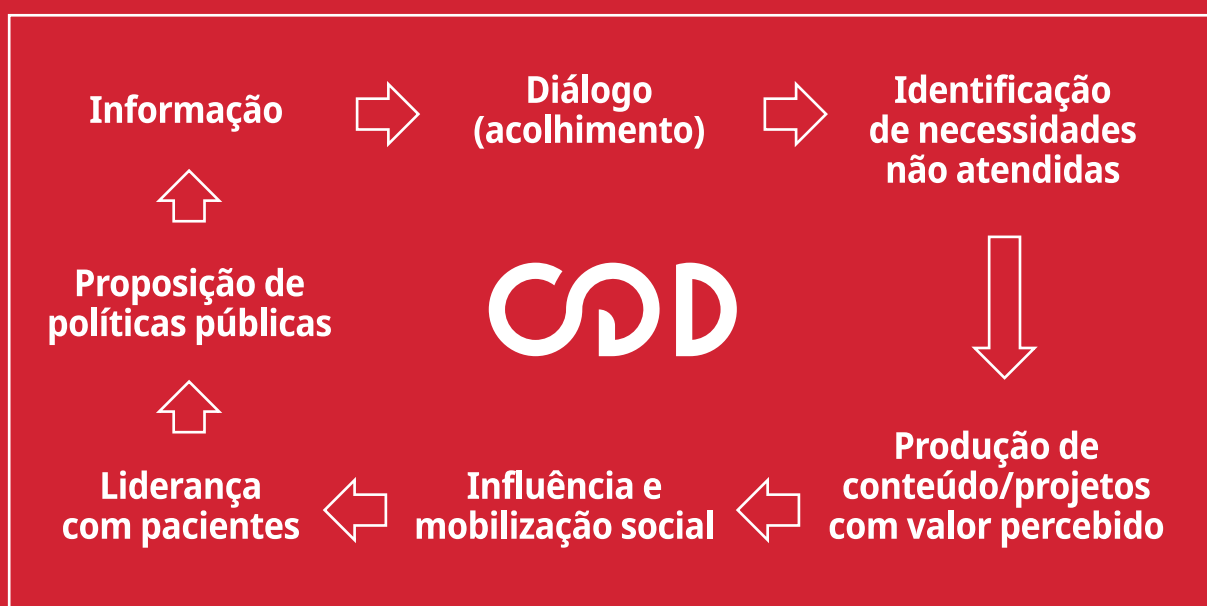 Informação
Diálogo
(acolhimento)
Identificação
de necessidades
não atendidas
Produção de
conteúdo/projetos
com valor percebido
Influência e
mobilização social
Liderança
com pacientes
Proposição de
políticas públicas
CDD